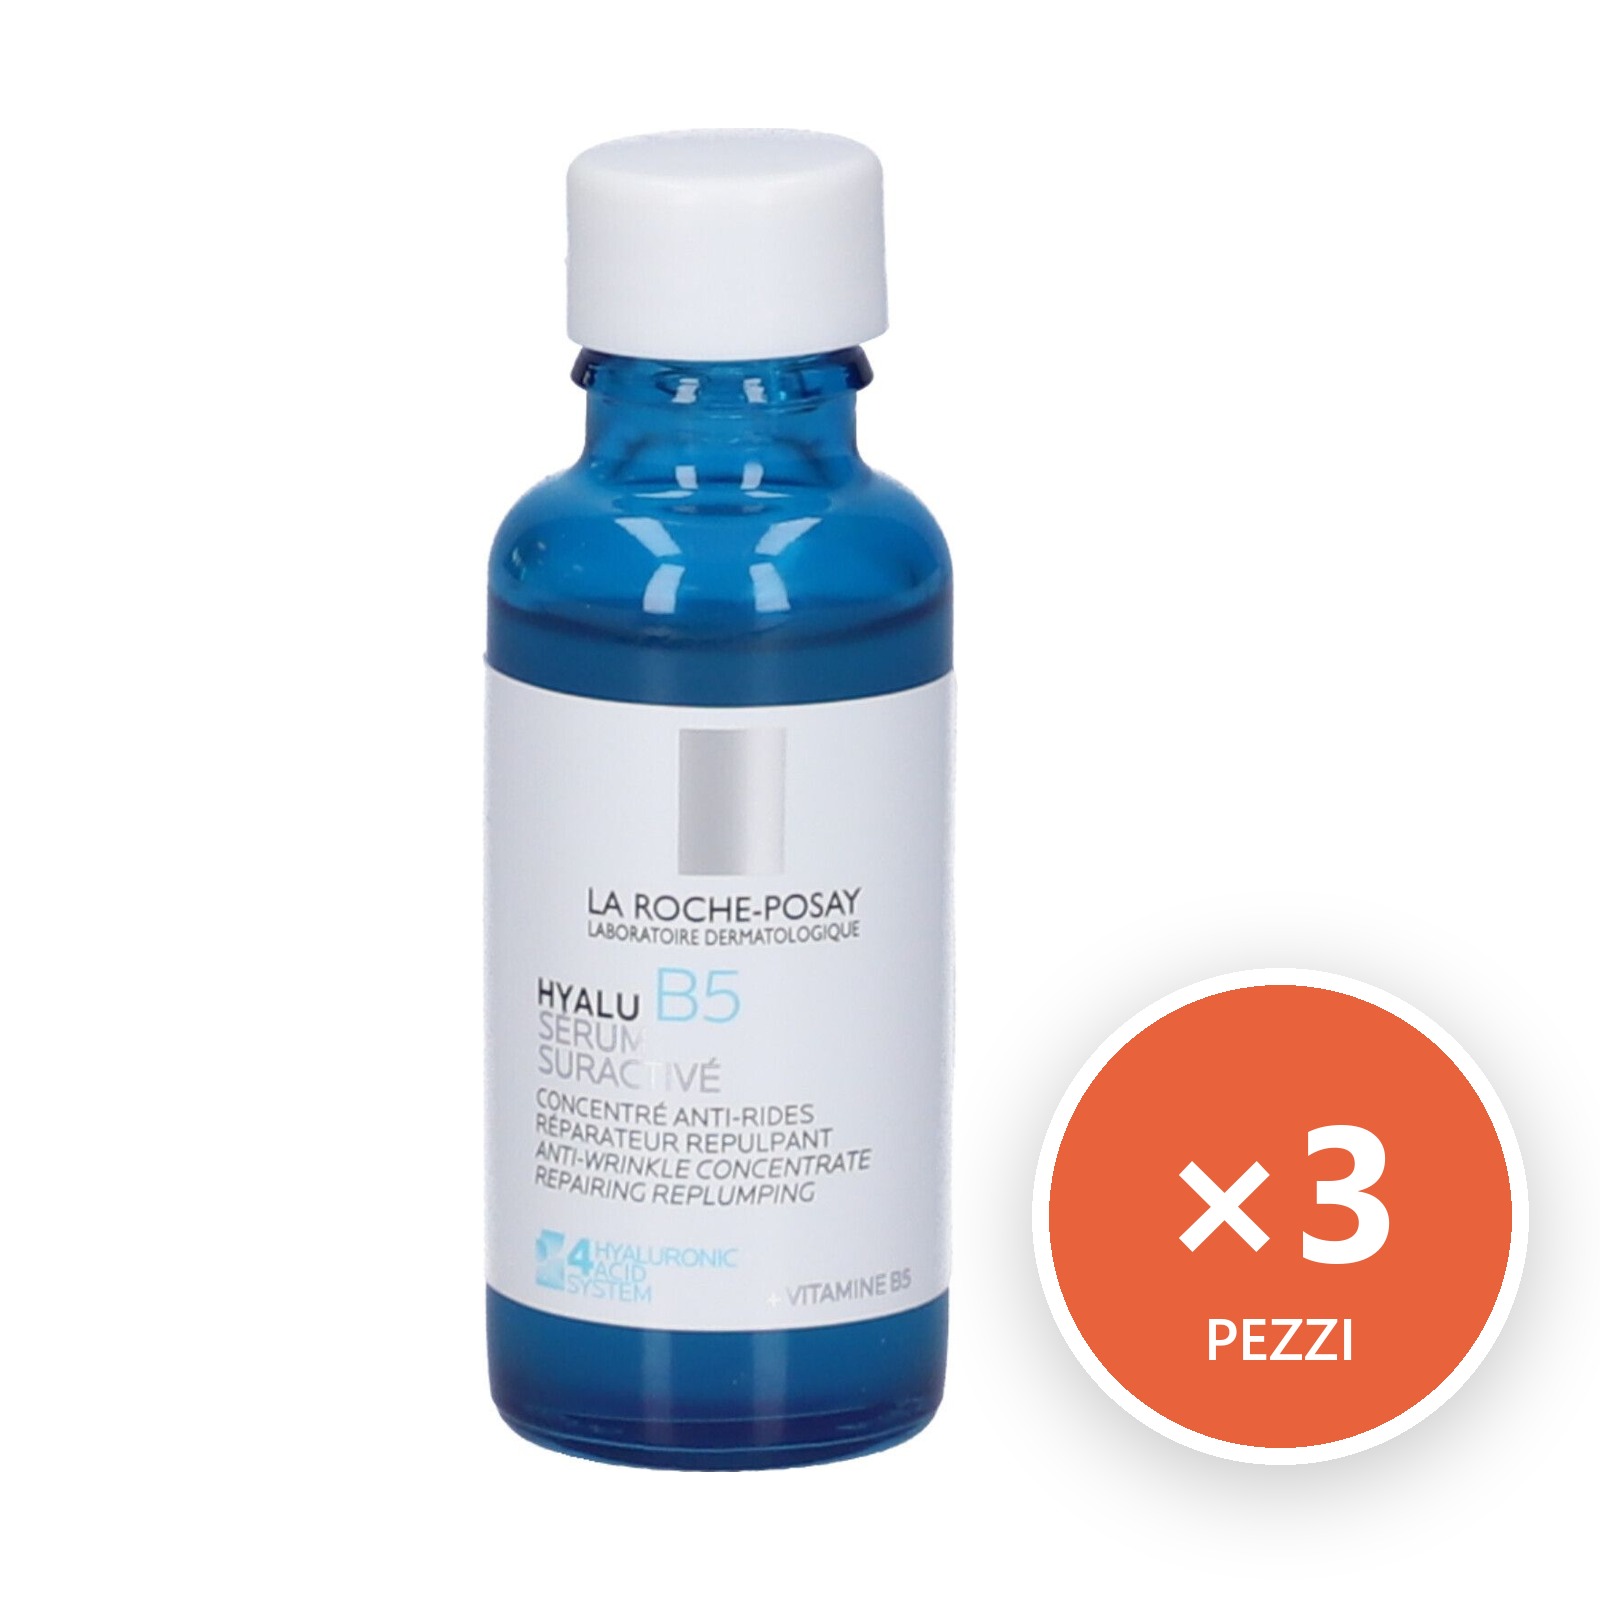 LA ROCHE-POSAY
LABORATOIRE DERMATOLOGIQUE
HYALU B5
SÉRUM
SURACTIVÉ
CONCENTRÉ ANTI-RIDES
RÉPARATEUR REPULPANT
ANTI-WRINKLE CONCENTRATE
REPAIRING REPLUMPING
4 HYALURONIC
ACID
SYSTEM
+ VITAMINE B5
×3
PEZZI